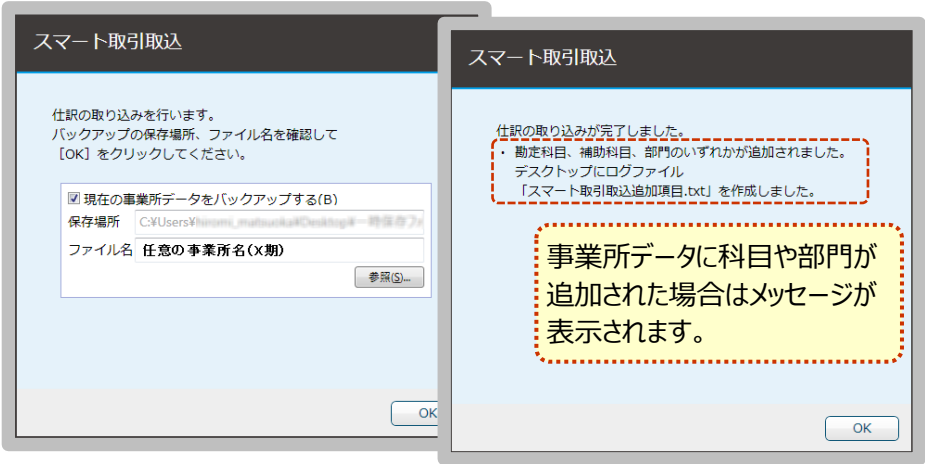 スマート取引取込
仕訳の取り込みを行います。
バックアップの保存場所、ファイル名を確認して
［OK］をクリックしてください。
現在の事業所データをバックアップする(B)
保存場所 C:¥Users¥
ファイル名 任意の事業所名(X期)
参照(S)...
OK
スマート取引取込
仕訳の取り込みが完了しました。
・ 勘定科目、補助科目、部門のいずれかが追加されました。
デスクトップにログファイル
「スマート取引取込追加項目.txt」を作成しました。
事業所データに科目や部門が
追加された場合はメッセージが
表示されます。
OK